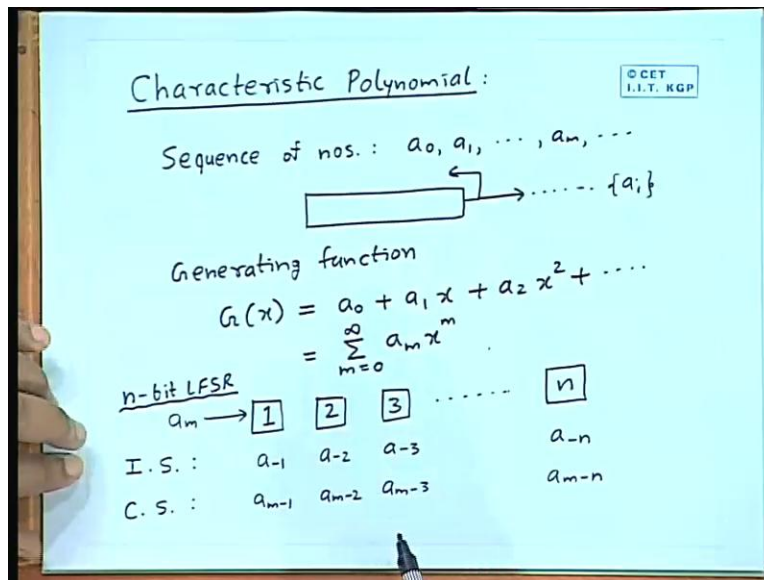 Characteristic Polynomial :
© CET
I.I.T. KGP
Sequence of nos. : a₀, a₁, ⋯ , aₘ, ⋯
⋯⋯ {aᵢ}
Generating function
G(x) = a₀ + a₁ x + a₂ x² + ⋯⋯
= ∞ Σ m=0 aₘ xᵐ
n-bit LFSR
aₘ → 1 2 3 ⋯⋯ n
I. S. : a₋₁ a₋₂ a₋₃ a₋ₙ
C. S. : aₘ₋₁ aₘ₋₂ aₘ₋₃ aₘ₋ₙ